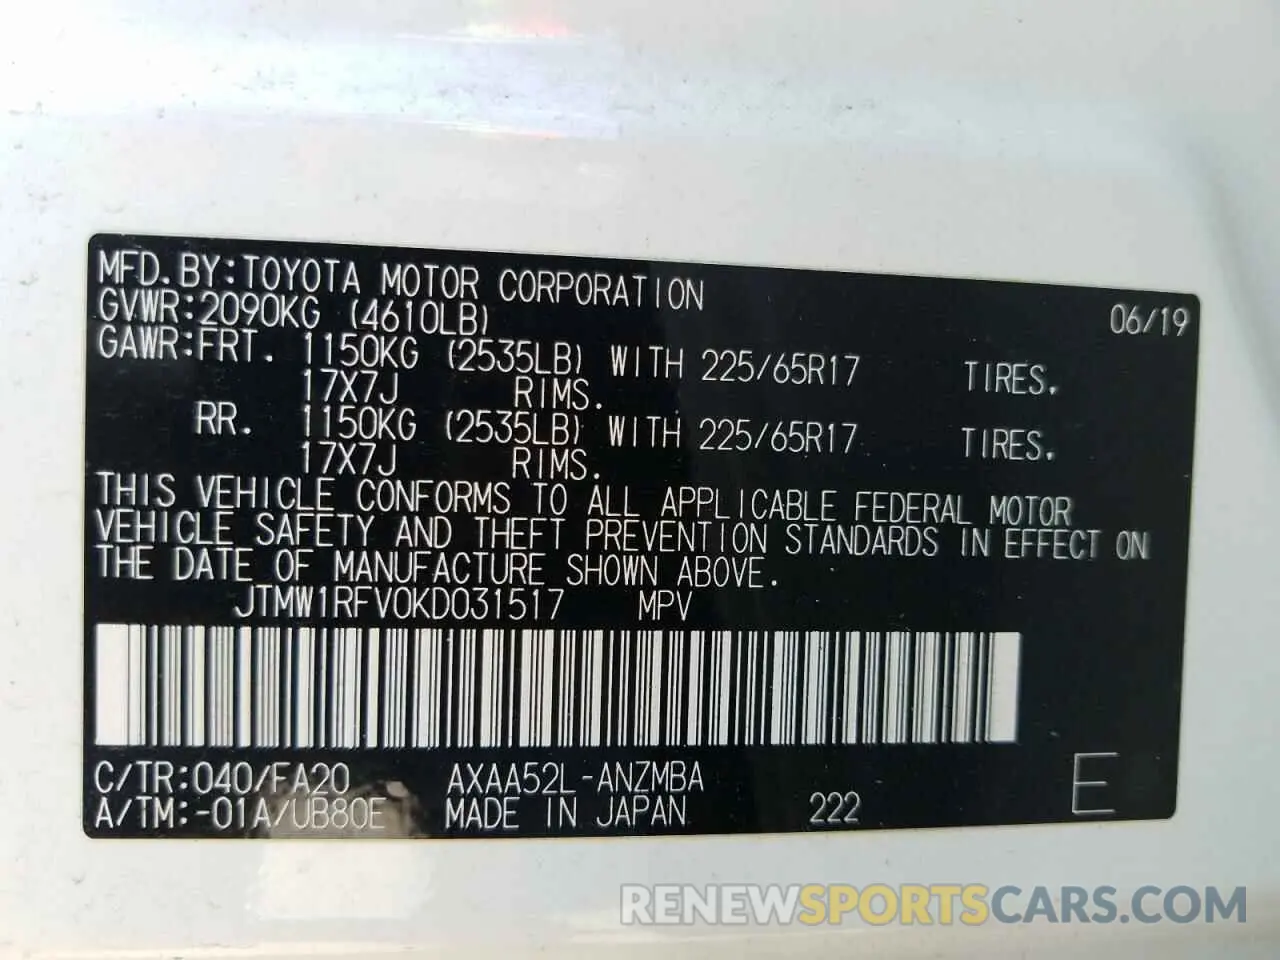 MFD.BY:TOYOTA MOTOR CORPORATION 06/19
GVWR:2090KG (4610LB)
GAWR:FRT. 1150KG (2535LB) WITH 225/65R17 TIRES.
17X7J RIMS.
RR. 1150KG (2535LB) WITH 225/65R17 TIRES.
17X7J RIMS.
THIS VEHICLE CONFORMS TO ALL APPLICABLE FEDERAL MOTOR
VEHICLE SAFETY AND THEFT PREVENTION STANDARDS IN EFFECT ON
THE DATE OF MANUFACTURE SHOWN ABOVE.
JTMW1RFV0KD031517 MPV
C/TR:040/FA20 AXAA52L-ANZMBA
A/TM:-01A/UB80E MADE IN JAPAN 222 E
RENEWSPORTSCARS.COM